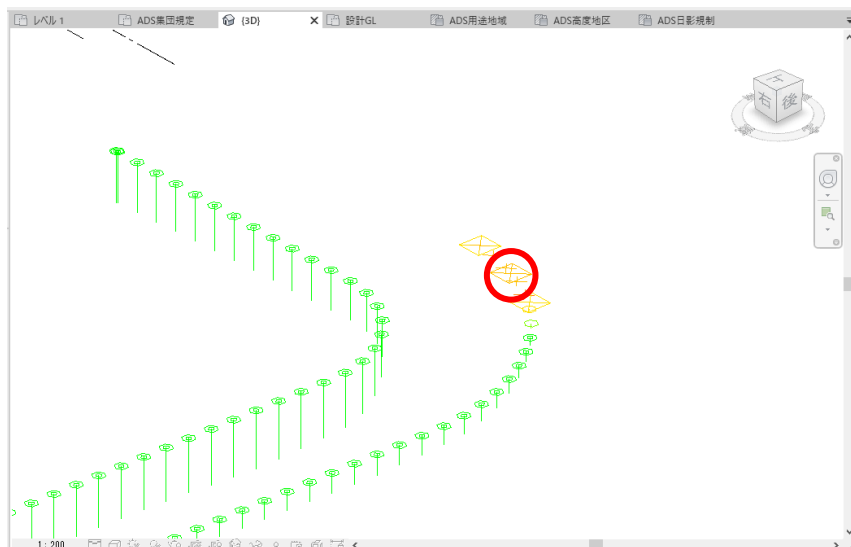 レベル 1
ADS集団規定
{3D}
設計GL
ADS用途地域
ADS高度地区
ADS日影規制
上
右
後
1 : 200